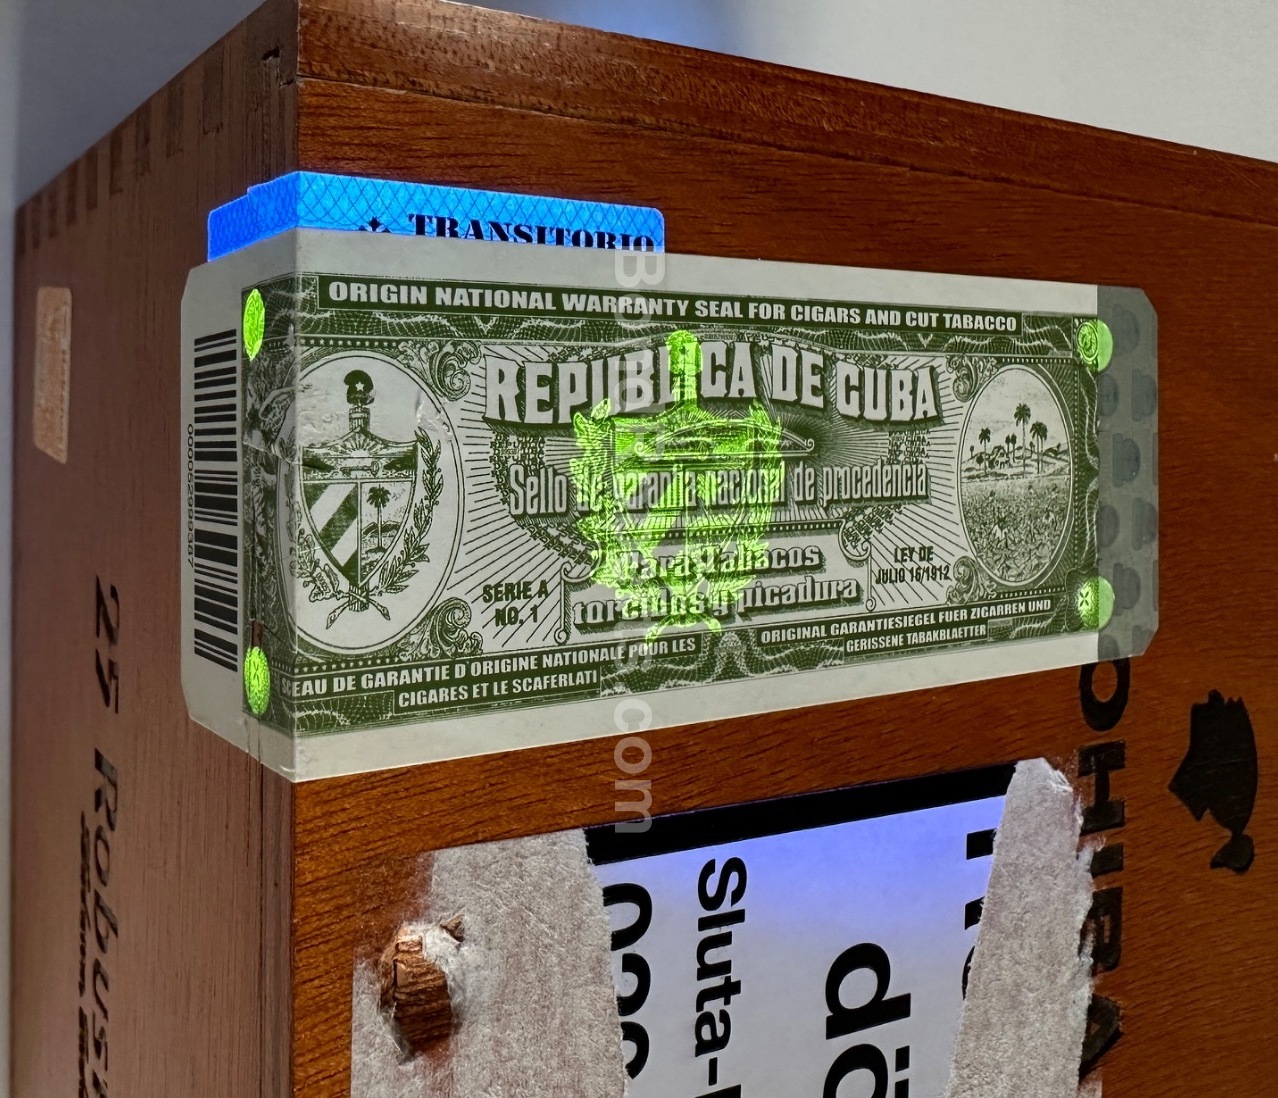 TRANSITORIO
ORIGIN NATIONAL WARRANTY SEAL FOR CIGARS AND CUT TABACCO
REPUBLICA DE CUBA
Sello de garantia nacional de procedencia
Para Tabacos
torcidos y picadura
SERIE A
NO. 1
LEY DE
JULIO 16/1912
SCEAU DE GARANTIE D'ORIGINE NATIONALE POUR LES
CIGARES ET LE SCAFERLATI
ORIGINAL GARANTIESIEGEL FUER ZIGARREN UND
GERISSENE TABAKBLAETTER
25 Robus
COHIBA
Sluta-
dö